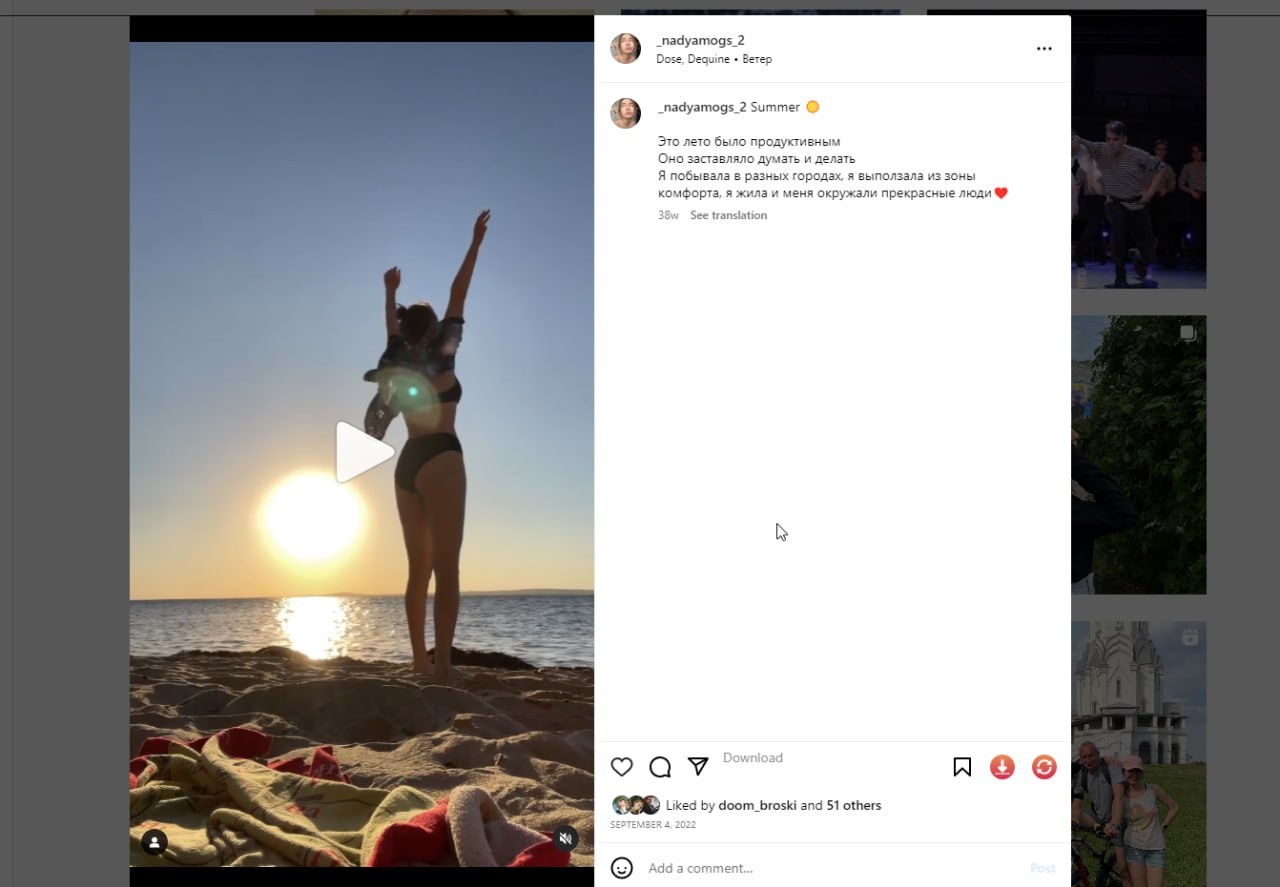 _nadyamogs_2
Dose, Dequine • Ветер
_nadyamogs_2 Summer
Это лето было продуктивным
Оно заставляло думать и делать
Я побывала в разных городах, я выползала из зоны
комфорта, я жила и меня окружали прекрасные люди
38w See translation
Download
Liked by doom_broski and 51 others
SEPTEMBER 4, 2022
Add a comment...
Post